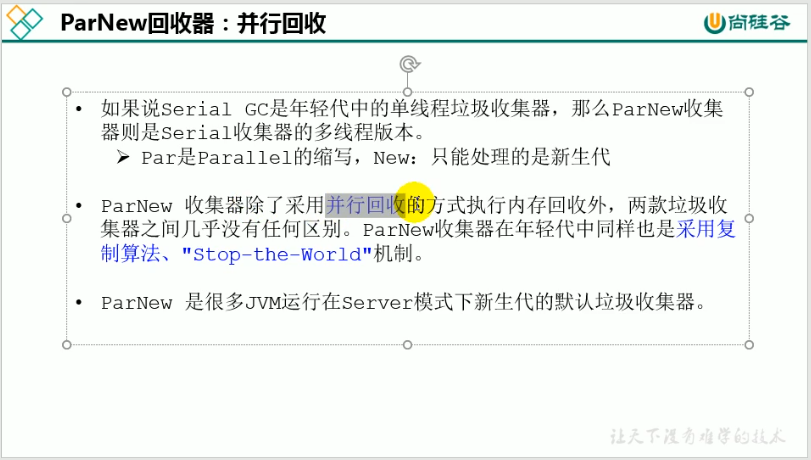 ParNew回收器：并行回收
尚硅谷
• 如果说Serial GC是年轻代中的单线程垃圾收集器，那么ParNew收集
器则是Serial收集器的多线程版本。
➢ Par是Parallel的缩写，New：只能处理的是新生代
• ParNew 收集器除了采用并行回收的方式执行内存回收外，两款垃圾收
集器之间几乎没有任何区别。ParNew收集器在年轻代中同样也是采用复
制算法、"Stop-the-World"机制。
• ParNew 是很多JVM运行在Server模式下新生代的默认垃圾收集器。
让天下没有难学的技术